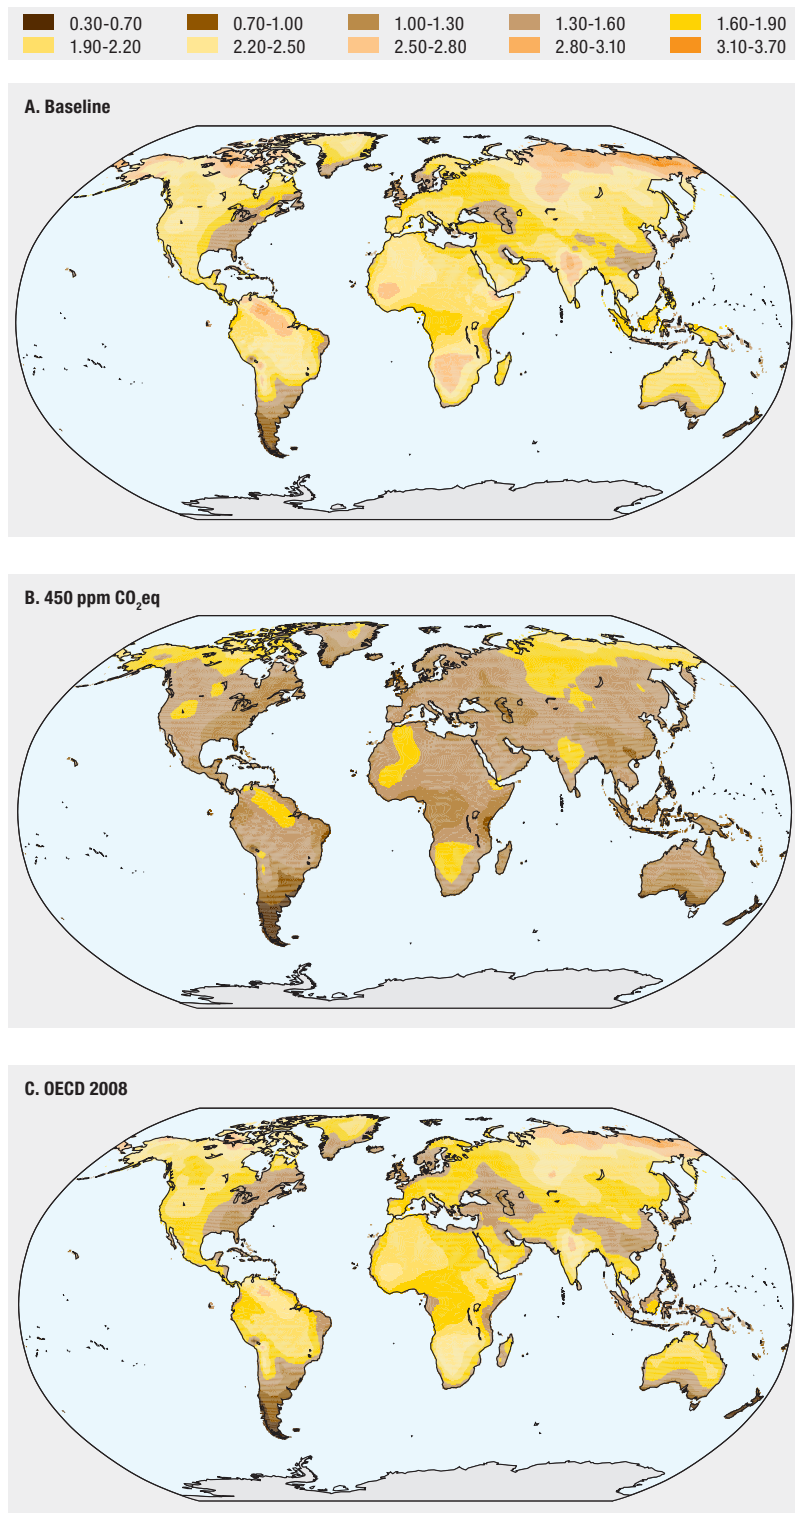 0.30-0.70 0.70-1.00 1.00-1.30 1.30-1.60 1.60-1.90
1.90-2.20 2.20-2.50 2.50-2.80 2.80-3.10 3.10-3.70
A. Baseline
B. 450 ppm CO₂eq
C. OECD 2008